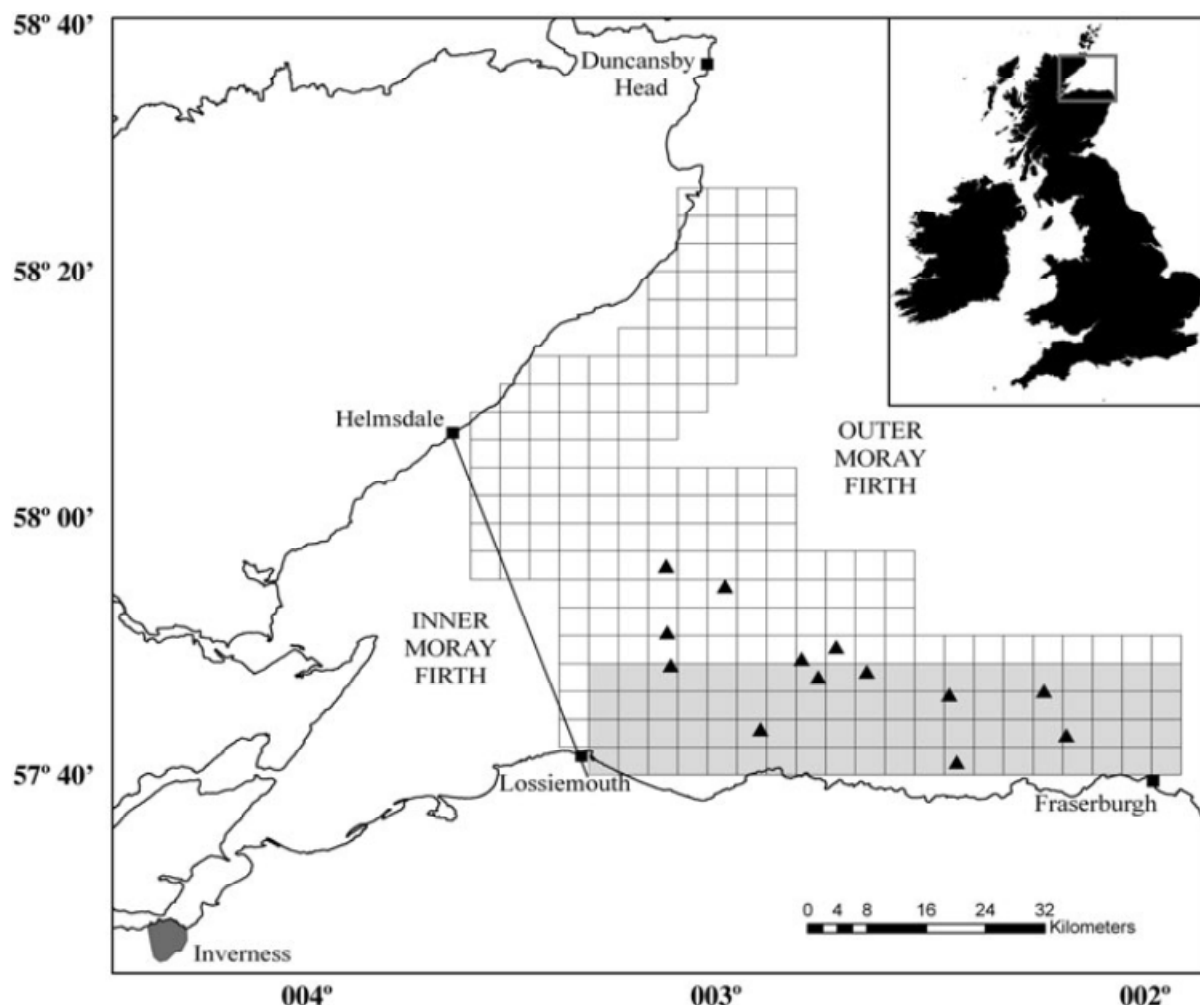 58º 40’
Duncansby
Head
58º 20’
Helmsdale
OUTER
MORAY
FIRTH
58º 00’
INNER
MORAY
FIRTH
57º 40’
Lossiemouth
Fraserburgh
0 4 8 16 24 32
Kilometers
Inverness
004º 003º 002º